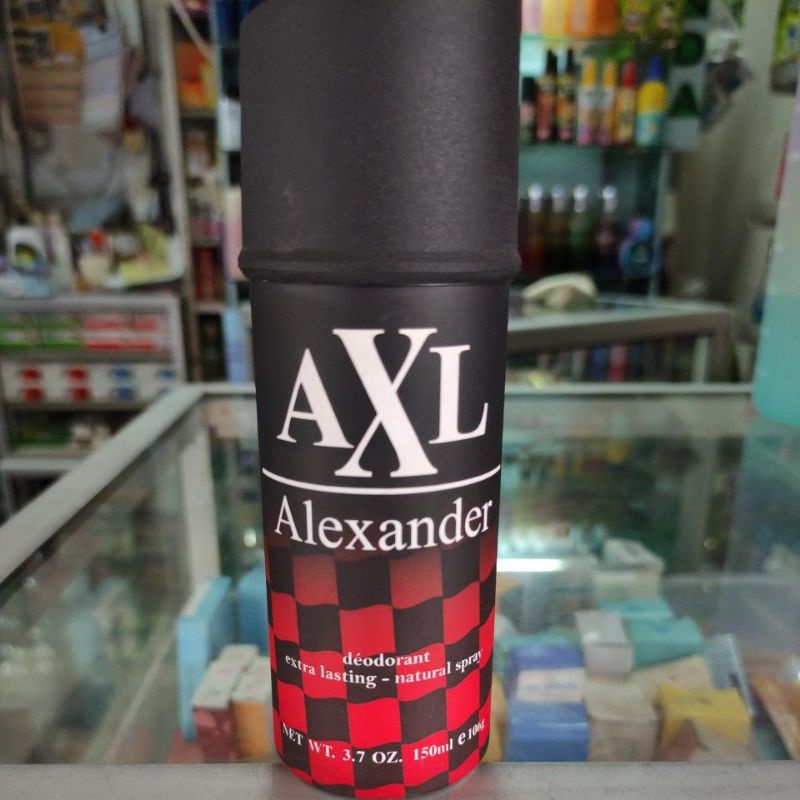 AXL
Alexander
déodorant
extra lasting - natural spray
NET WT. 3.7 OZ. 150ml e 106g